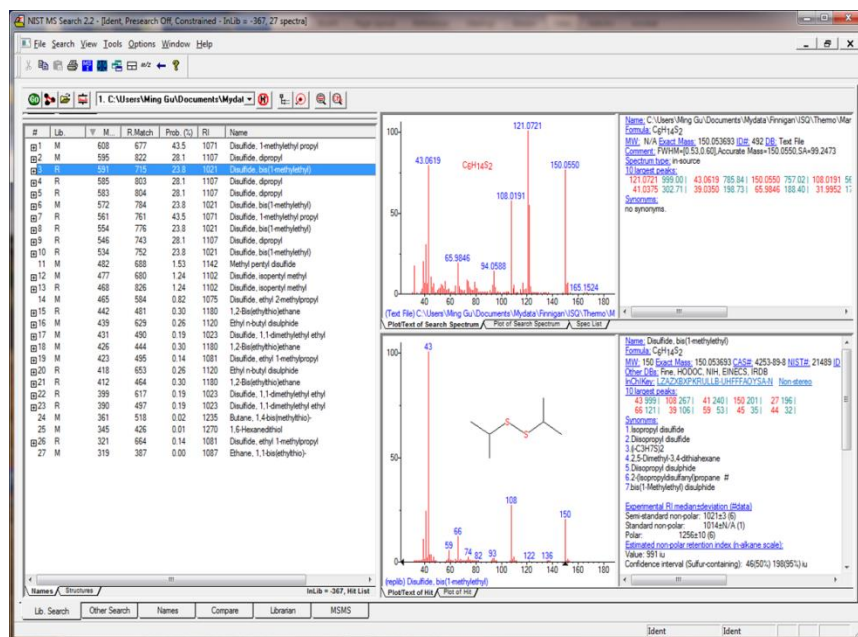 NIST MS Search 2.2 - [Ident, Presearch Off, Constrained - InLib = -367, 27 spectra]
File Search View Tools Options Window Help
1. C:\Users\Ming Gu\Documents\Mydat
# Lib. M... R.Match Prob. (%) RI Name
1 M 608 677 43.5 1071 Disulfide, 1-methylethyl propyl
2 M 595 822 28.1 1107 Disulfide, dipropyl
3 R 591 715 23.8 1021 Disulfide, bis(1-methylethyl)
4 R 585 803 28.1 1107 Disulfide, dipropyl
5 R 583 804 28.1 1107 Disulfide, dipropyl
6 M 572 784 23.8 1021 Disulfide, bis(1-methylethyl)
7 R 561 761 43.5 1071 Disulfide, 1-methylethyl propyl
8 R 554 776 23.8 1021 Disulfide, bis(1-methylethyl)
9 R 546 743 28.1 1107 Disulfide, dipropyl
10 R 534 752 23.8 1021 Disulfide, bis(1-methylethyl)
11 M 482 688 1.53 1142 Methyl pentyl disulfide
12 M 477 680 1.24 1102 Disulfide, isopentyl methyl
13 R 468 826 1.24 1102 Disulfide, isopentyl methyl
14 M 465 584 0.82 1075 Disulfide, ethyl 2-methylpropyl
15 R 442 481 0.30 1180 1,2-Bis(ethylthio)ethane
16 M 439 629 0.26 1120 Ethyl n-butyl disulphide
17 M 431 490 0.19 1023 Disulfide, 1,1-dimethylethyl ethyl
18 M 426 444 0.30 1180 1,2-Bis(ethylthio)ethane
19 M 423 495 0.14 1081 Disulfide, ethyl 1-methylpropyl
20 R 418 653 0.26 1120 Ethyl n-butyl disulphide
21 R 412 464 0.30 1180 1,2-Bis(ethylthio)ethane
22 R 399 617 0.19 1023 Disulfide, 1,1-dimethylethyl ethyl
23 R 390 497 0.19 1023 Disulfide, 1,1-dimethylethyl ethyl
24 M 361 518 0.02 1235 Butane, 1,4-bis(methylthio)-
25 M 345 426 0.01 1270 1,6-Hexanedithiol
26 R 321 664 0.14 1081 Disulfide, ethyl 1-methylpropyl
27 M 319 387 0.00 1087 Ethane, 1,1-bis(ethylthio)-
Names Structures InLib = -367, Hit List
Lib. Search Other Search Names Compare Librarian MSMS
100
50
0
121.0721
43.0619
C6H14S2
150.0550
108.0191
65.9846
94.0588
165.1524
40 60 80 100 120 140 160 180
(Text File) C:\Users\Ming Gu\Documents\Mydata\Finnigan\ISQ\Thermo\M
Plot/Text of Search Spectrum Plot of Search Spectrum Spec List
Name: C:\Users\Ming Gu\Documents\Mydata\Finnigan\ISQ\Thermo\Mar
Formula: C6H14S2
MW: N/A Exact Mass: 150.053693 ID#: 492 DB: Text File
Comment: FWHM=[0.53,0.60],Accurate Mass=150.0550,SA=99.2473
Spectrum type: in-source
10 largest peaks:
121.0721 999.00 | 43.0619 785.84 | 150.0550 757.02 | 108.0191 56
41.0375 302.71 | 39.0350 198.73 | 65.9846 188.40 | 31.9952 17
Synonyms:
no synonyms.
100
50
0
43
S
S
108
150
66
59
74
82
93
122
136
40 60 80 100 120 140 160 180
(replib) Disulfide, bis(1-methylethyl)
Plot/Text of Hit Plot of Hit
Name: Disulfide, bis(1-methylethyl)
Formula: C6H14S2
MW: 150 Exact Mass: 150.053693 CAS#: 4253-89-8 NIST#: 21489 ID
Other DBs: Fine, HODOC, NIH, EINECS, IRDB
InChIKey: LZAZXBXPKRULLB-UHFFFAOYSA-N Non-stereo
10 largest peaks:
43 999 | 108 267 | 41 240 | 150 201 | 27 196 |
66 121 | 39 106 | 59 53 | 45 35 | 44 32 |
Synonyms:
1.Isopropyl disulfide
2.Diisopropyl disulfide
3.(i-C3H7S)2
4.2,5-Dimethyl-3,4-dithiahexane
5.Diisopropyl disulphide
6.2-(Isopropyldisulfanyl)propane #
7.bis(1-Methylethyl) disulphide
Experimental RI median±deviation (#data)
Semi-standard non-polar: 1021±3 (6)
Standard non-polar: 1014±N/A (1)
Polar: 1256±10 (6)
Estimated non-polar retention index (n-alkane scale):
Value: 991 iu
Confidence interval (Sulfur-containing): 46(50%) 198(95%) iu
Ident Ident